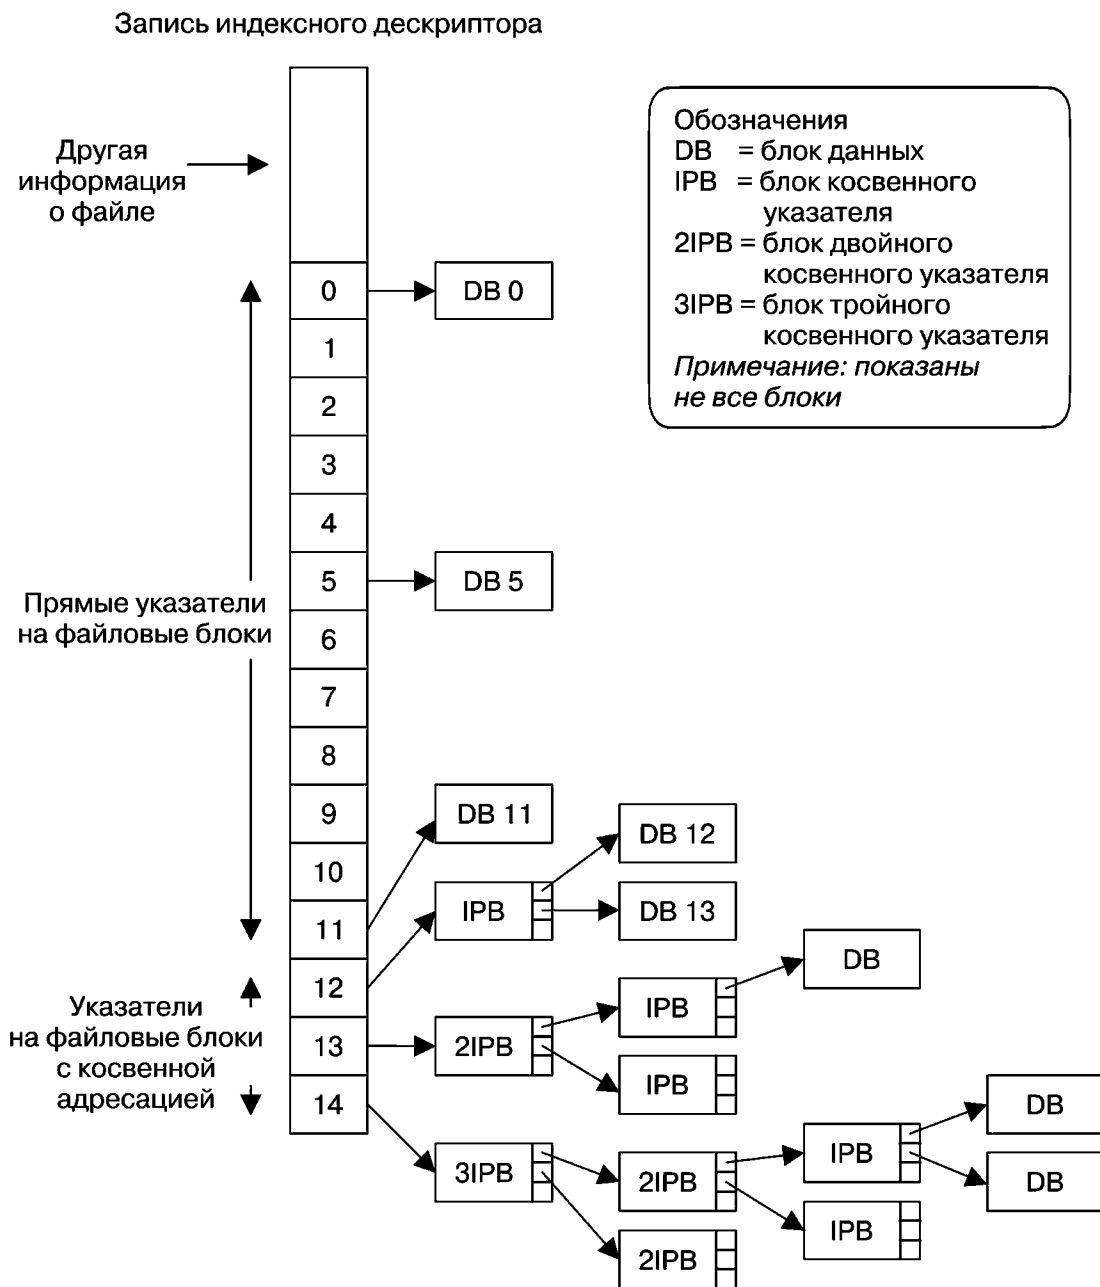 Запись индексного дескриптора
Обозначения
DB = блок данных
IPB = блок косвенного
указателя
2IPB = блок двойного
косвенного указателя
3IPB = блок тройного
косвенного указателя
Примечание: показаны
не все блоки
Другая
информация
о файле
0
DB 0
1
2
3
4
5
DB 5
Прямые указатели
на файловые блоки
6
7
8
9
DB 11
10
DB 12
11
IPB
DB 13
12
Указатели
на файловые блоки
с косвенной
адресацией
DB
IPB
13
2IPB
IPB
14
DB
IPB
3IPB
2IPB
DB
IPB
2IPB